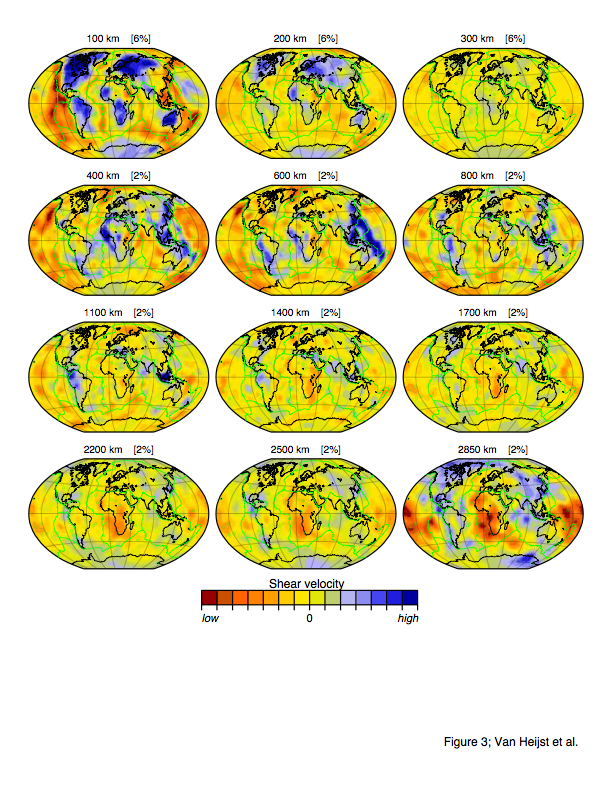 100 km [6%] 200 km [6%] 300 km [6%]
400 km [2%] 600 km [2%] 800 km [2%]
1100 km [2%] 1400 km [2%] 1700 km [2%]
2200 km [2%] 2500 km [2%] 2850 km [2%]
Shear velocity
low 0 high
Figure 3; Van Heijst et al.